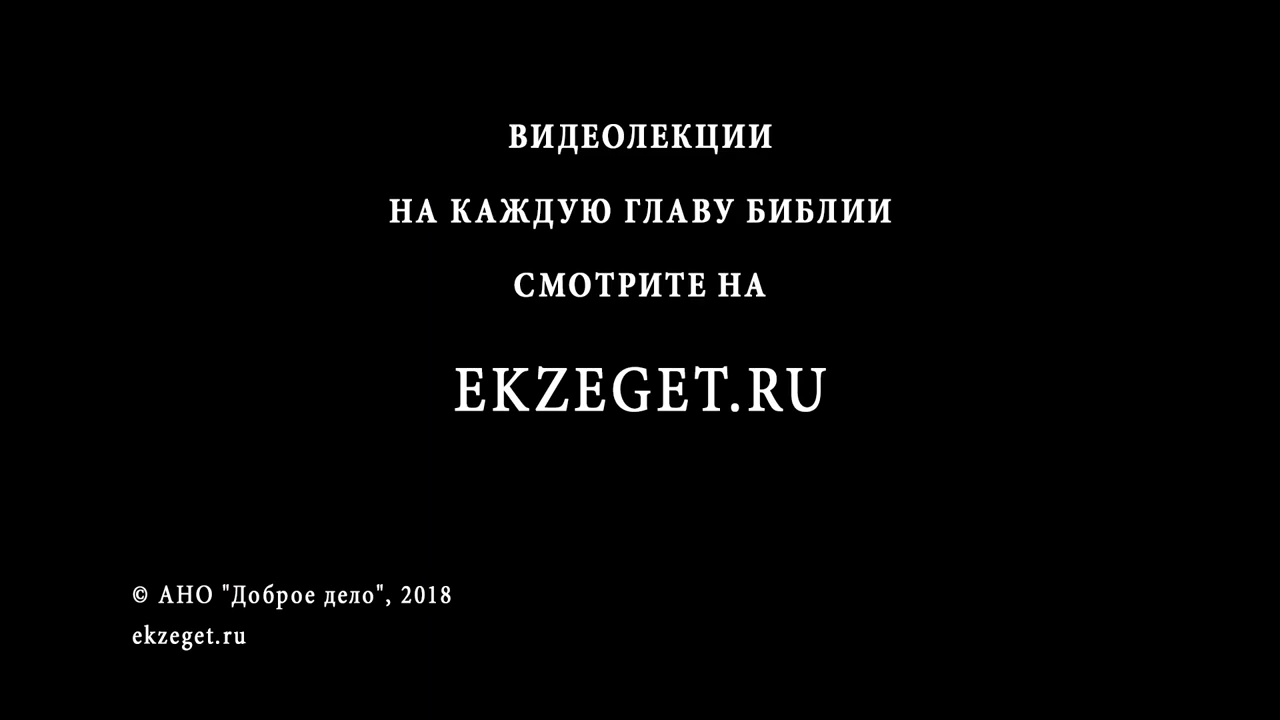 ВИДЕОЛЕКЦИИ
НА КАЖДУЮ ГЛАВУ БИБЛИИ
СМОТРИТЕ НА
EKZEGET.RU
© АНО "Доброе дело", 2018
ekzeget.ru